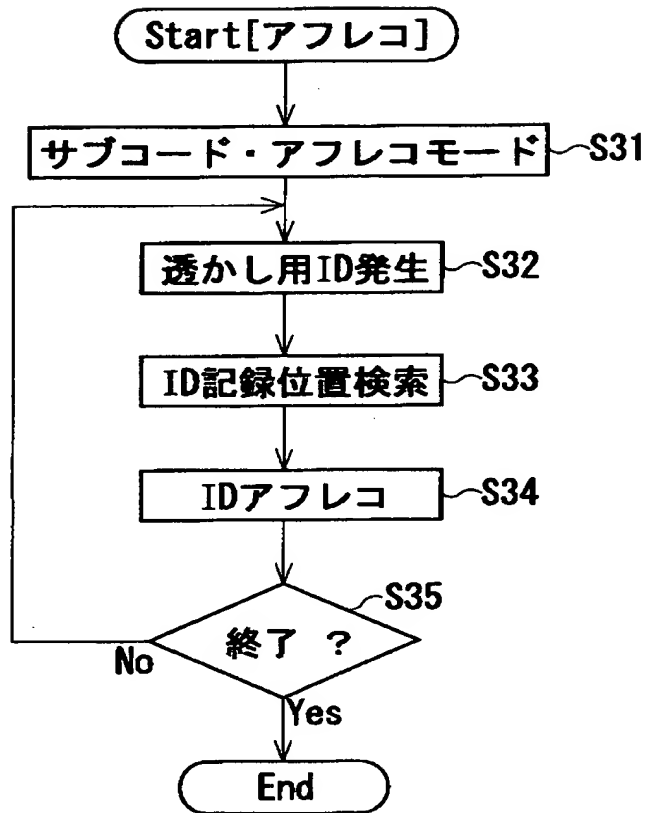 Start[アフレコ]
サブコード・アフレコモード
S31
透かし用ID発生
S32
ID記録位置検索
S33
IDアフレコ
S34
S35
終了 ?
No
Yes
End